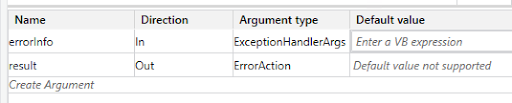 Name Direction Argument type Default value
errorInfo In ExceptionHandlerArgs Enter a VB expression
result Out ErrorAction Default value not supported
Create Argument